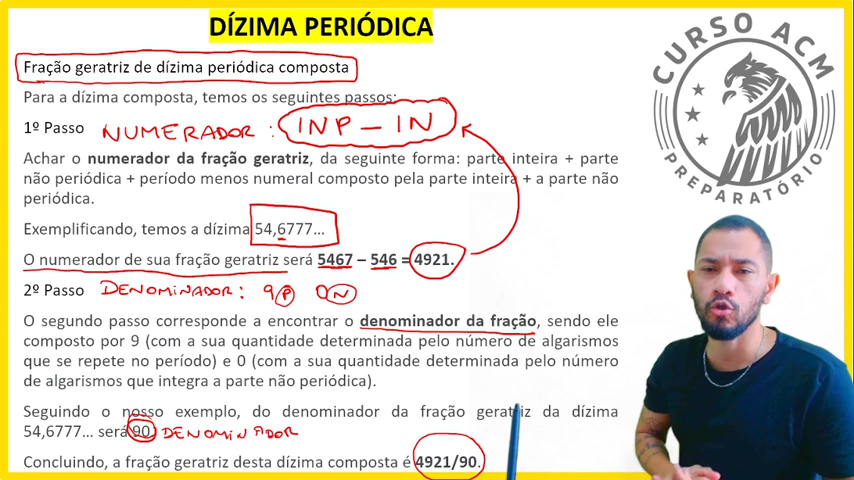 DÍZIMA PERIÓDICA
CURSO ACM
PREPARATÓRIO
Fração geratriz de dízima periódica composta
Para a dízima composta, temos os seguintes passos:
1º Passo NUMERADOR : INP – IN
Achar o numerador da fração geratriz, da seguinte forma: parte inteira + parte
não periódica + período menos numeral composto pela parte inteira + a parte não
periódica.
Exemplificando, temos a dízima 54,6777...
O numerador de sua fração geratriz será 5467 – 546 = 4921.
2º Passo DENOMINADOR : 9P 0N
O segundo passo corresponde a encontrar o denominador da fração, sendo ele
composto por 9 (com a sua quantidade determinada pelo número de algarismos
que se repete no período) e 0 (com a sua quantidade determinada pelo número
de algarismos que integra a parte não periódica).
Seguindo o nosso exemplo, do denominador da fração geratriz da dízima
54,6777... será 90. DENOMINADOR
Concluindo, a fração geratriz desta dízima composta é 4921/90.